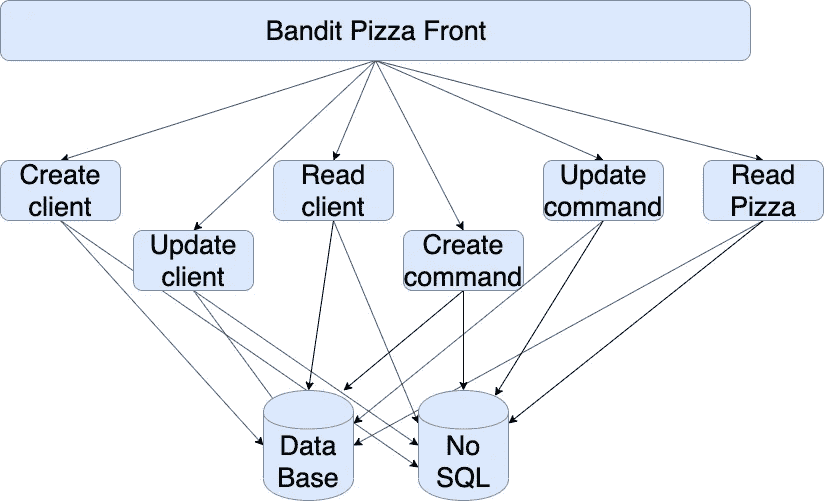 Bandit Pizza Front
Create
client
Read
client
Update
command
Read
Pizza
Update
client
Create
command
Data
Base
No
SQL